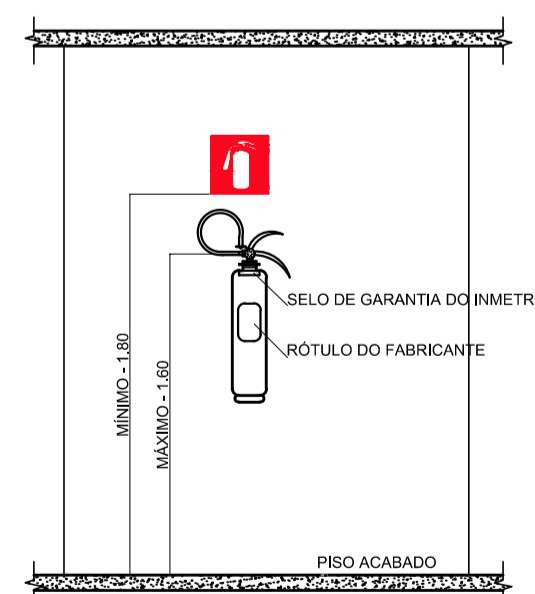 SELO DE GARANTIA DO INMETR
RÓTULO DO FABRICANTE
MÍNIMO - 1.80
MÁXIMO - 1.60
PISO ACABADO